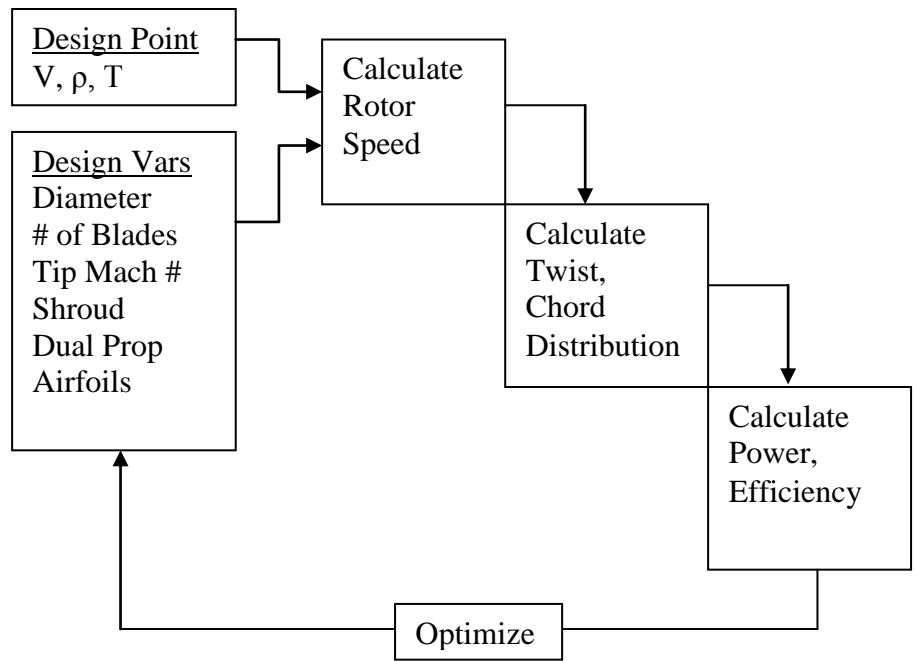 Design Point
V, ρ, T
Design Vars
Diameter
# of Blades
Tip Mach #
Shroud
Dual Prop
Airfoils
Calculate
Rotor
Speed
Calculate
Twist,
Chord
Distribution
Calculate
Power,
Efficiency
Optimize